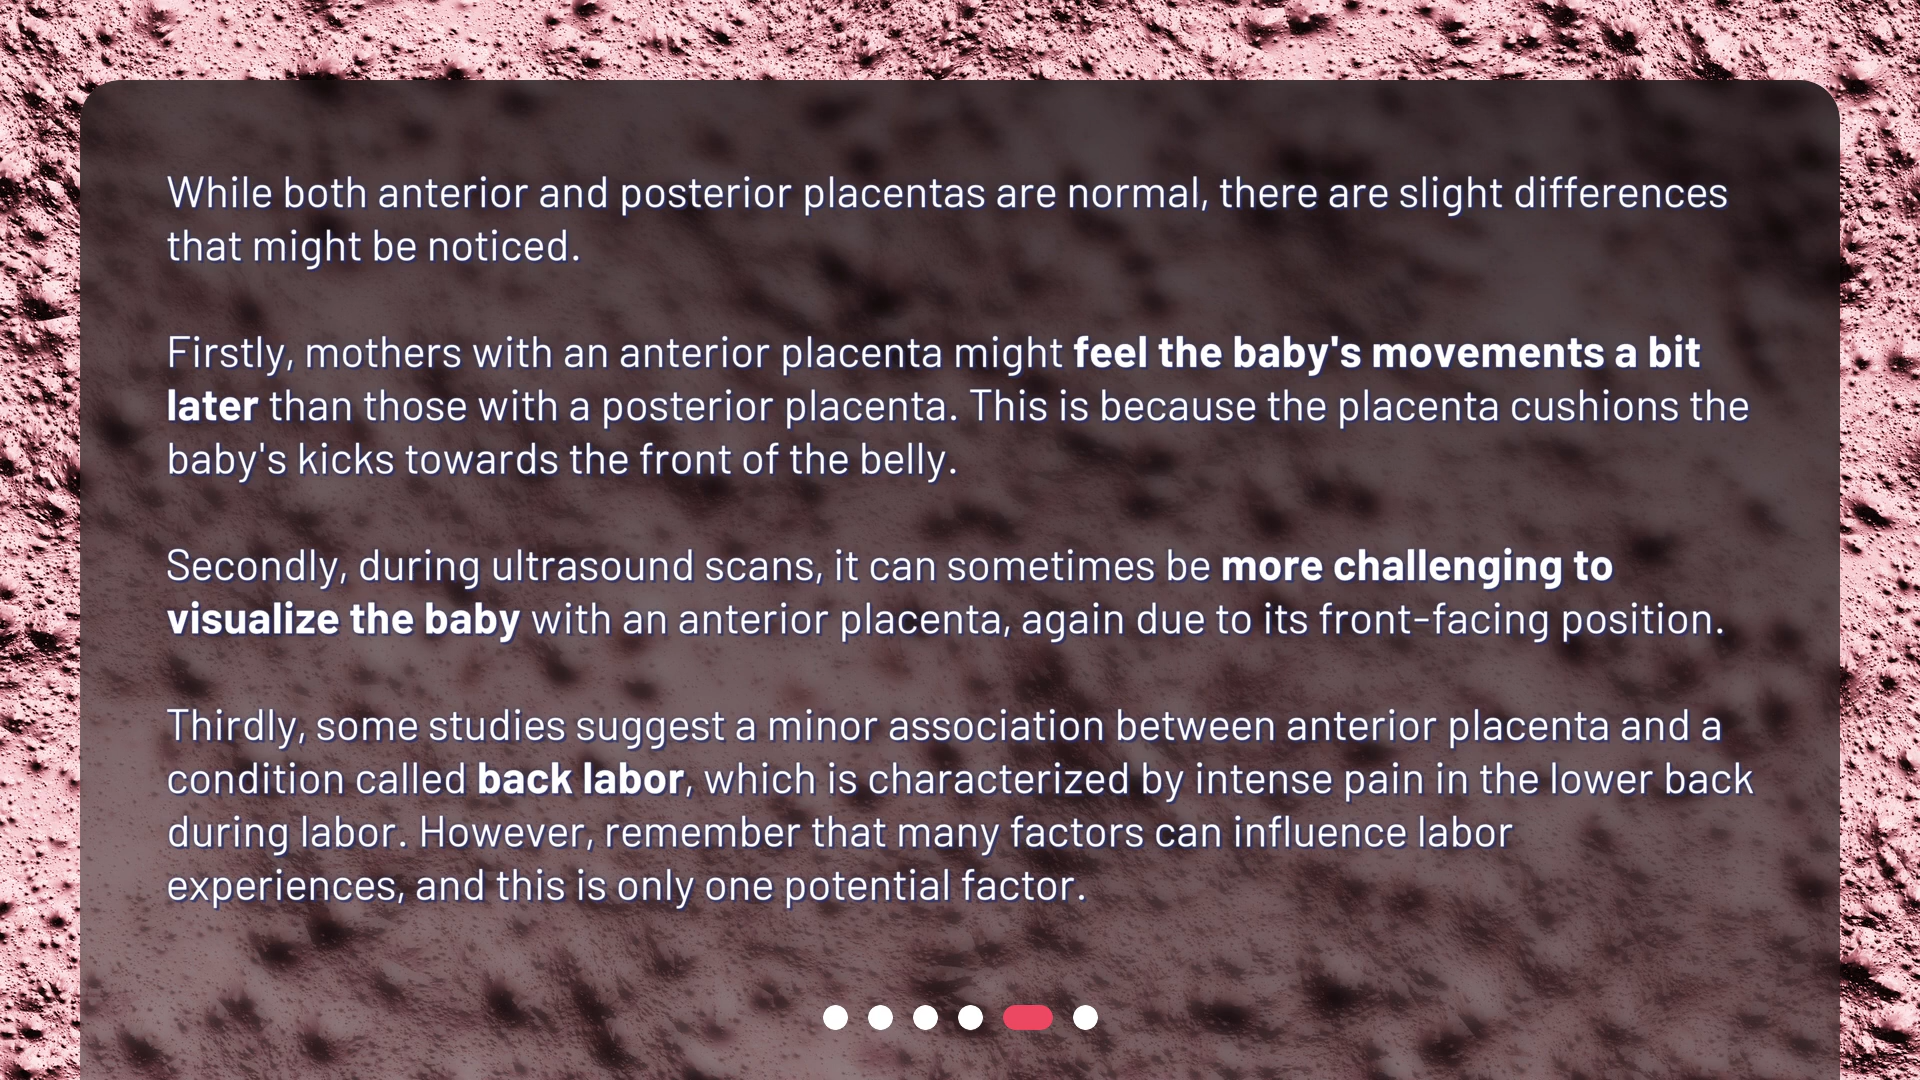 While both anterior and posterior placentas are normal, there are slight differences
that might be noticed.
Firstly, mothers with an anterior placenta might feel the baby's movements a bit
later than those with a posterior placenta. This is because the placenta cushions the
baby's kicks towards the front of the belly.
Secondly, during ultrasound scans, it can sometimes be more challenging to
visualize the baby with an anterior placenta, again due to its front-facing position.
Thirdly, some studies suggest a minor association between anterior placenta and a
condition called back labor, which is characterized by intense pain in the lower back
during labor. However, remember that many factors can influence labor
experiences, and this is only one potential factor.